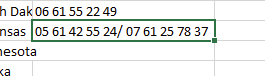 h Dak 06 61 55 22 49
nsas 05 61 42 55 24/ 07 61 25 78 37
nesota
ka